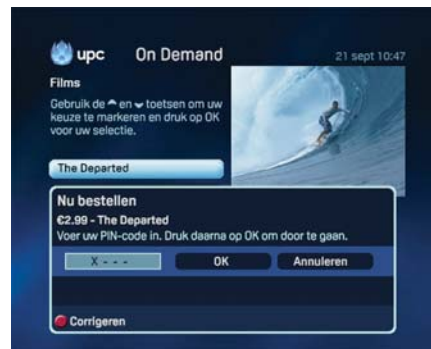 upc On Demand 21 sept 10:47
Films
Gebruik de en toetsen om uw
keuze te markeren en druk op OK
voor uw selectie.
The Departed
Nu bestellen
€2.99 - The Departed
Voer uw PIN-code in. Druk daarna op OK om door te gaan.
X - - - OK Annuleren
Corrigeren